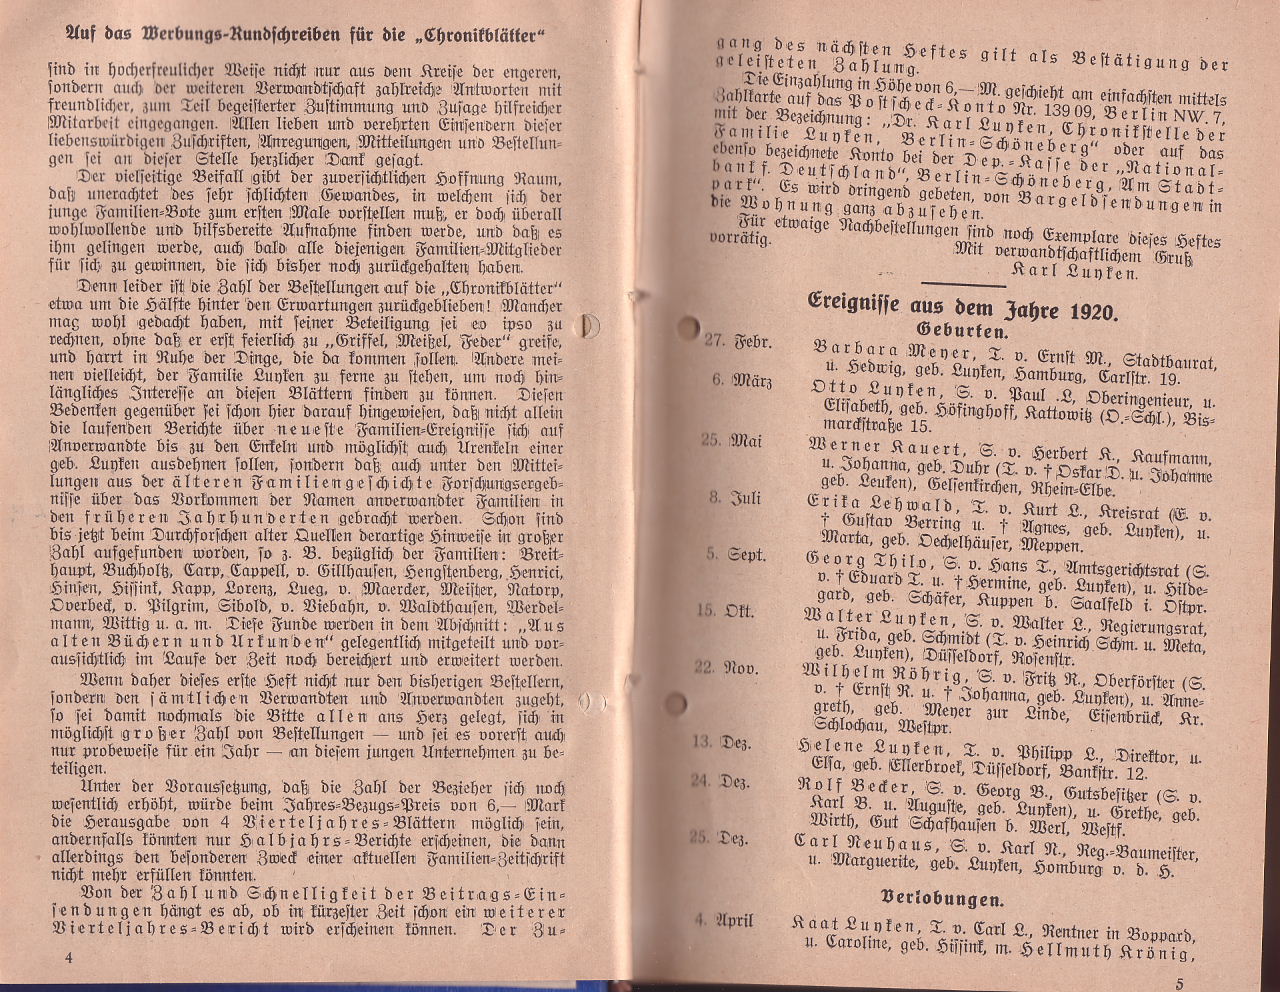 Auf das Werbungs-Rundschreiben für die „Chronikblätter“
sind in hocherfreulicher Weise nicht nur aus dem Kreise der engeren,
sondern auch der weiteren Verwandtschaft zahlreiche Antworten mit
freundlicher, zum Teil begeisterter Zustimmung und Zusage hilfreicher
Mitarbeit eingegangen. Allen lieben und verehrten Einsendern dieser
liebenswürdigen Zuschriften, Anregungen, Mitteilungen und Bestellun-
gen sei an dieser Stelle herzlicher Dank gesagt.
Der vielseitige Beifall gibt der zuversichtlichen Hoffnung Raum,
daß unerachtet des sehr schlichten Gewandes, in welchem sich der
junge Familien-Bote zum ersten Male vorstellen muß, er doch überall
wohlwollende und hilfsbereite Aufnahme finden werde, und daß es
ihm gelingen werde, auch bald alle diejenigen Familien-Mitglieder
für sich zu gewinnen, die sich bisher noch zurückgehalten haben.
Denn leider ist die Zahl der Bestellungen auf die „Chronikblätter“
etwa um die Hälfte hinter den Erwartungen zurückgeblieben! Mancher
mag wohl gedacht haben, mit seiner Beteiligung sei eo ipso zu
rechnen, ohne daß er erst feierlich zu „Griffel, Meißel, Feder“ greife,
und harrt in Ruhe der Dinge, die da kommen sollen. Andere mei-
nen vielleicht, der Familie Luyken zu ferne zu stehen, um noch hin-
längliches Interesse an diesen Blättern finden zu können. Diesen
Bedenken gegenüber sei schon hier darauf hingewiesen, daß nicht allein
die laufenden Berichte über neueste Familien-Ereignisse sich auf
Anverwandte bis zu den Enkeln und möglichst auch Urenkeln einer
geb. Luyken ausdehnen sollen, sondern daß auch unter den Mittei-
lungen aus der älteren Familiengeschichte Forschungsergeb-
nisse über das Vorkommen der Namen anverwandter Familien in
den früheren Jahrhunderten gebracht werden. Schon sind
bis jetzt beim Durchforschen alter Quellen derartige Hinweise in großer
Zahl aufgefunden worden, so z. B. bezüglich der Familien: Breit-
haupt, Buchholtz, Carp, Cappell, v. Gillhausen, Hengstenberg, Henrici,
Hinsen, Hissink, Kapp, Lorenz, Lueg, v. Maercker, Meister, Natorp,
Overbeck, v. Pilgrim, Sibold, v. Viebahn, v. Waldthausen, Werdel-
mann, Wittig u. a. m. Diese Funde werden in dem Abschnitt: „Aus
alten Büchern und Urkunden“ gelegentlich mitgeteilt und vor-
aussichtlich im Laufe der Zeit noch bereichert und erweitert werden.
Wenn daher dieses erste Heft nicht nur den bisherigen Bestellern,
sondern den sämtlichen Verwandten und Anverwandten zugeht,
so sei damit nochmals die Bitte allen ans Herz gelegt, sich in
möglichst großer Zahl von Bestellungen — und sei es vorerst auch
nur probeweise für ein Jahr — an diesem jungen Unternehmen zu be-
teiligen.
Unter der Voraussetzung, daß die Zahl der Bezieher sich noch
wesentlich erhöht, würde beim Jahres-Bezugs-Preis von 6,— Mark
die Herausgabe von 4 Vierteljahres-Blättern möglich sein,
andernfalls könnten nur Halbjahrs-Berichte erscheinen, die dann
allerdings den besonderen Zweck einer aktuellen Familien-Zeitschrift
nicht mehr erfüllen könnten.
Von der Zahl und Schnelligkeit der Beitrags-Ein-
sendungen hängt es ab, ob in kürzester Zeit schon ein weiterer
Vierteljahres-Bericht wird erscheinen können. Der Zu-
4
gang des nächsten Heftes gilt als Bestätigung der
geleisteten Zahlung.
Die Einzahlung in Höhe von 6,— M. geschieht am einfachsten mittels
Zahlkarte auf das Postscheck-Konto Nr. 139 09, Berlin NW. 7,
mit der Bezeichnung: „Dr. Karl Luyken, Chronikstelle der
Familie Luyken, Berlin-Schöneberg“ oder auf das
ebenso bezeichnete Konto bei der Dep.-Kasse der „National-
bank f. Deutschland“, Berlin-Schöneberg, Am Stadt-
park“. Es wird dringend gebeten, von Bargeldsendungen in
die Wohnung ganz abzusehen.
Für etwaige Nachbestellungen sind noch Exemplare dieses Heftes
vorrätig.
Mit verwandtschaftlichem Gruß
Karl Luyken.
Ereignisse aus dem Jahre 1920.
Geburten.
27. Febr. Barbara Meyer, T. v. Ernst M., Stadtbaurat,
u. Hedwig, geb. Luyken, Hamburg, Carlstr. 19.
6. März Otto Luyken, S. v. Paul .L, Oberingenieur, u.
Elisabeth, geb. Höfinghoff, Kattowitz (O.-Schl.), Bis-
marckstraße 15.
25. Mai Werner Kauert, S. v. Herbert K., Kaufmann,
u. Johanna, geb. Duhr (T. v. † Oskar D. u. Johanne
geb. Leuken), Gelsenkirchen, Rhein-Elbe.
8. Juli Erika Lehwald, T. v. Kurt L., Kreisrat (E. v.
† Gustav Berring u. † Agnes, geb. Luyken), u.
Marta, geb. Oechelhäuser, Meppen.
5. Sept. Georg Thilo, S. v. Hans T., Amtsgerichtsrat (S.
v. † Eduard T. u. † Hermine, geb. Luyken), u. Hilde-
gard, geb. Schäfer, Kuppen b. Saalfeld i. Ostpr.
15. Okt. Walter Luyken, S. v. Walter L., Regierungsrat,
u. Frida, geb. Schmidt (T. v. Heinrich Schm. u. Meta,
geb. Luyken), Düsseldorf, Rosenstr.
22. Nov. Wilhelm Röhrig, S. v. Fritz R., Oberförster (S.
v. † Ernst R. u. † Johanna, geb. Luyken), u. Anne-
greth, geb. Meyer zur Linde, Eisenbrück, Kr.
Schlochau, Westpr.
13. Dez. Helene Luyken, T. v. Philipp L., Direktor, u.
Elsa, geb. Ellerbroek, Düsseldorf, Bankstr. 12.
24. Dez. Rolf Becker, S. v. Georg B., Gutsbesitzer (S. v.
Karl B. u. Auguste, geb. Luyken), u. Grethe, geb.
Wirth, Gut Schafhausen b. Werl, Westf.
25. Dez. Carl Neuhaus, S. v. Karl N., Reg.-Baumeister,
u. Marguerite, geb. Luyken, Homburg v. d. H.
Verlobungen.
4. April Kaat Luyken, T. v. Carl L., Rentner in Boppard,
u. Caroline, geb. Hissink, m. Hellmuth Krönig,
5